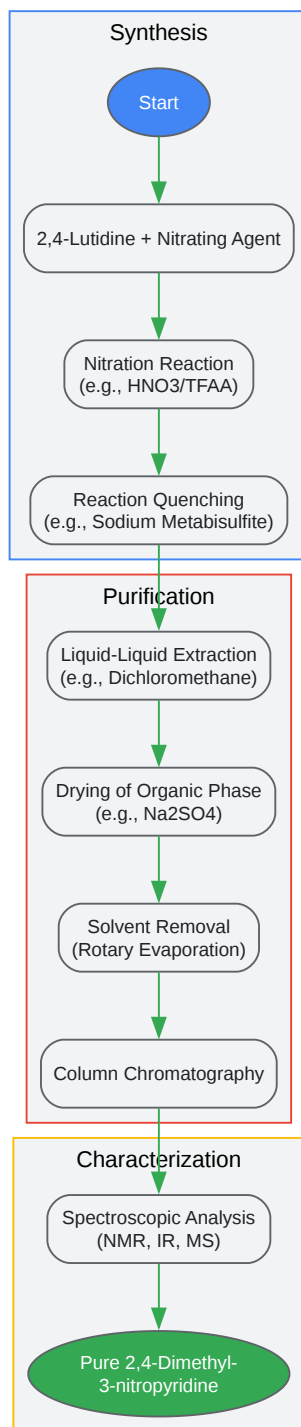 Synthesis
Start
2,4-Lutidine + Nitrating Agent
Nitration Reaction
(e.g., HNO3/TFAA)
Reaction Quenching
(e.g., Sodium Metabisulfite)
Purification
Liquid-Liquid Extraction
(e.g., Dichloromethane)
Drying of Organic Phase
(e.g., Na2SO4)
Solvent Removal
(Rotary Evaporation)
Column Chromatography
Characterization
Spectroscopic Analysis
(NMR, IR, MS)
Pure 2,4-Dimethyl-
3-nitropyridine